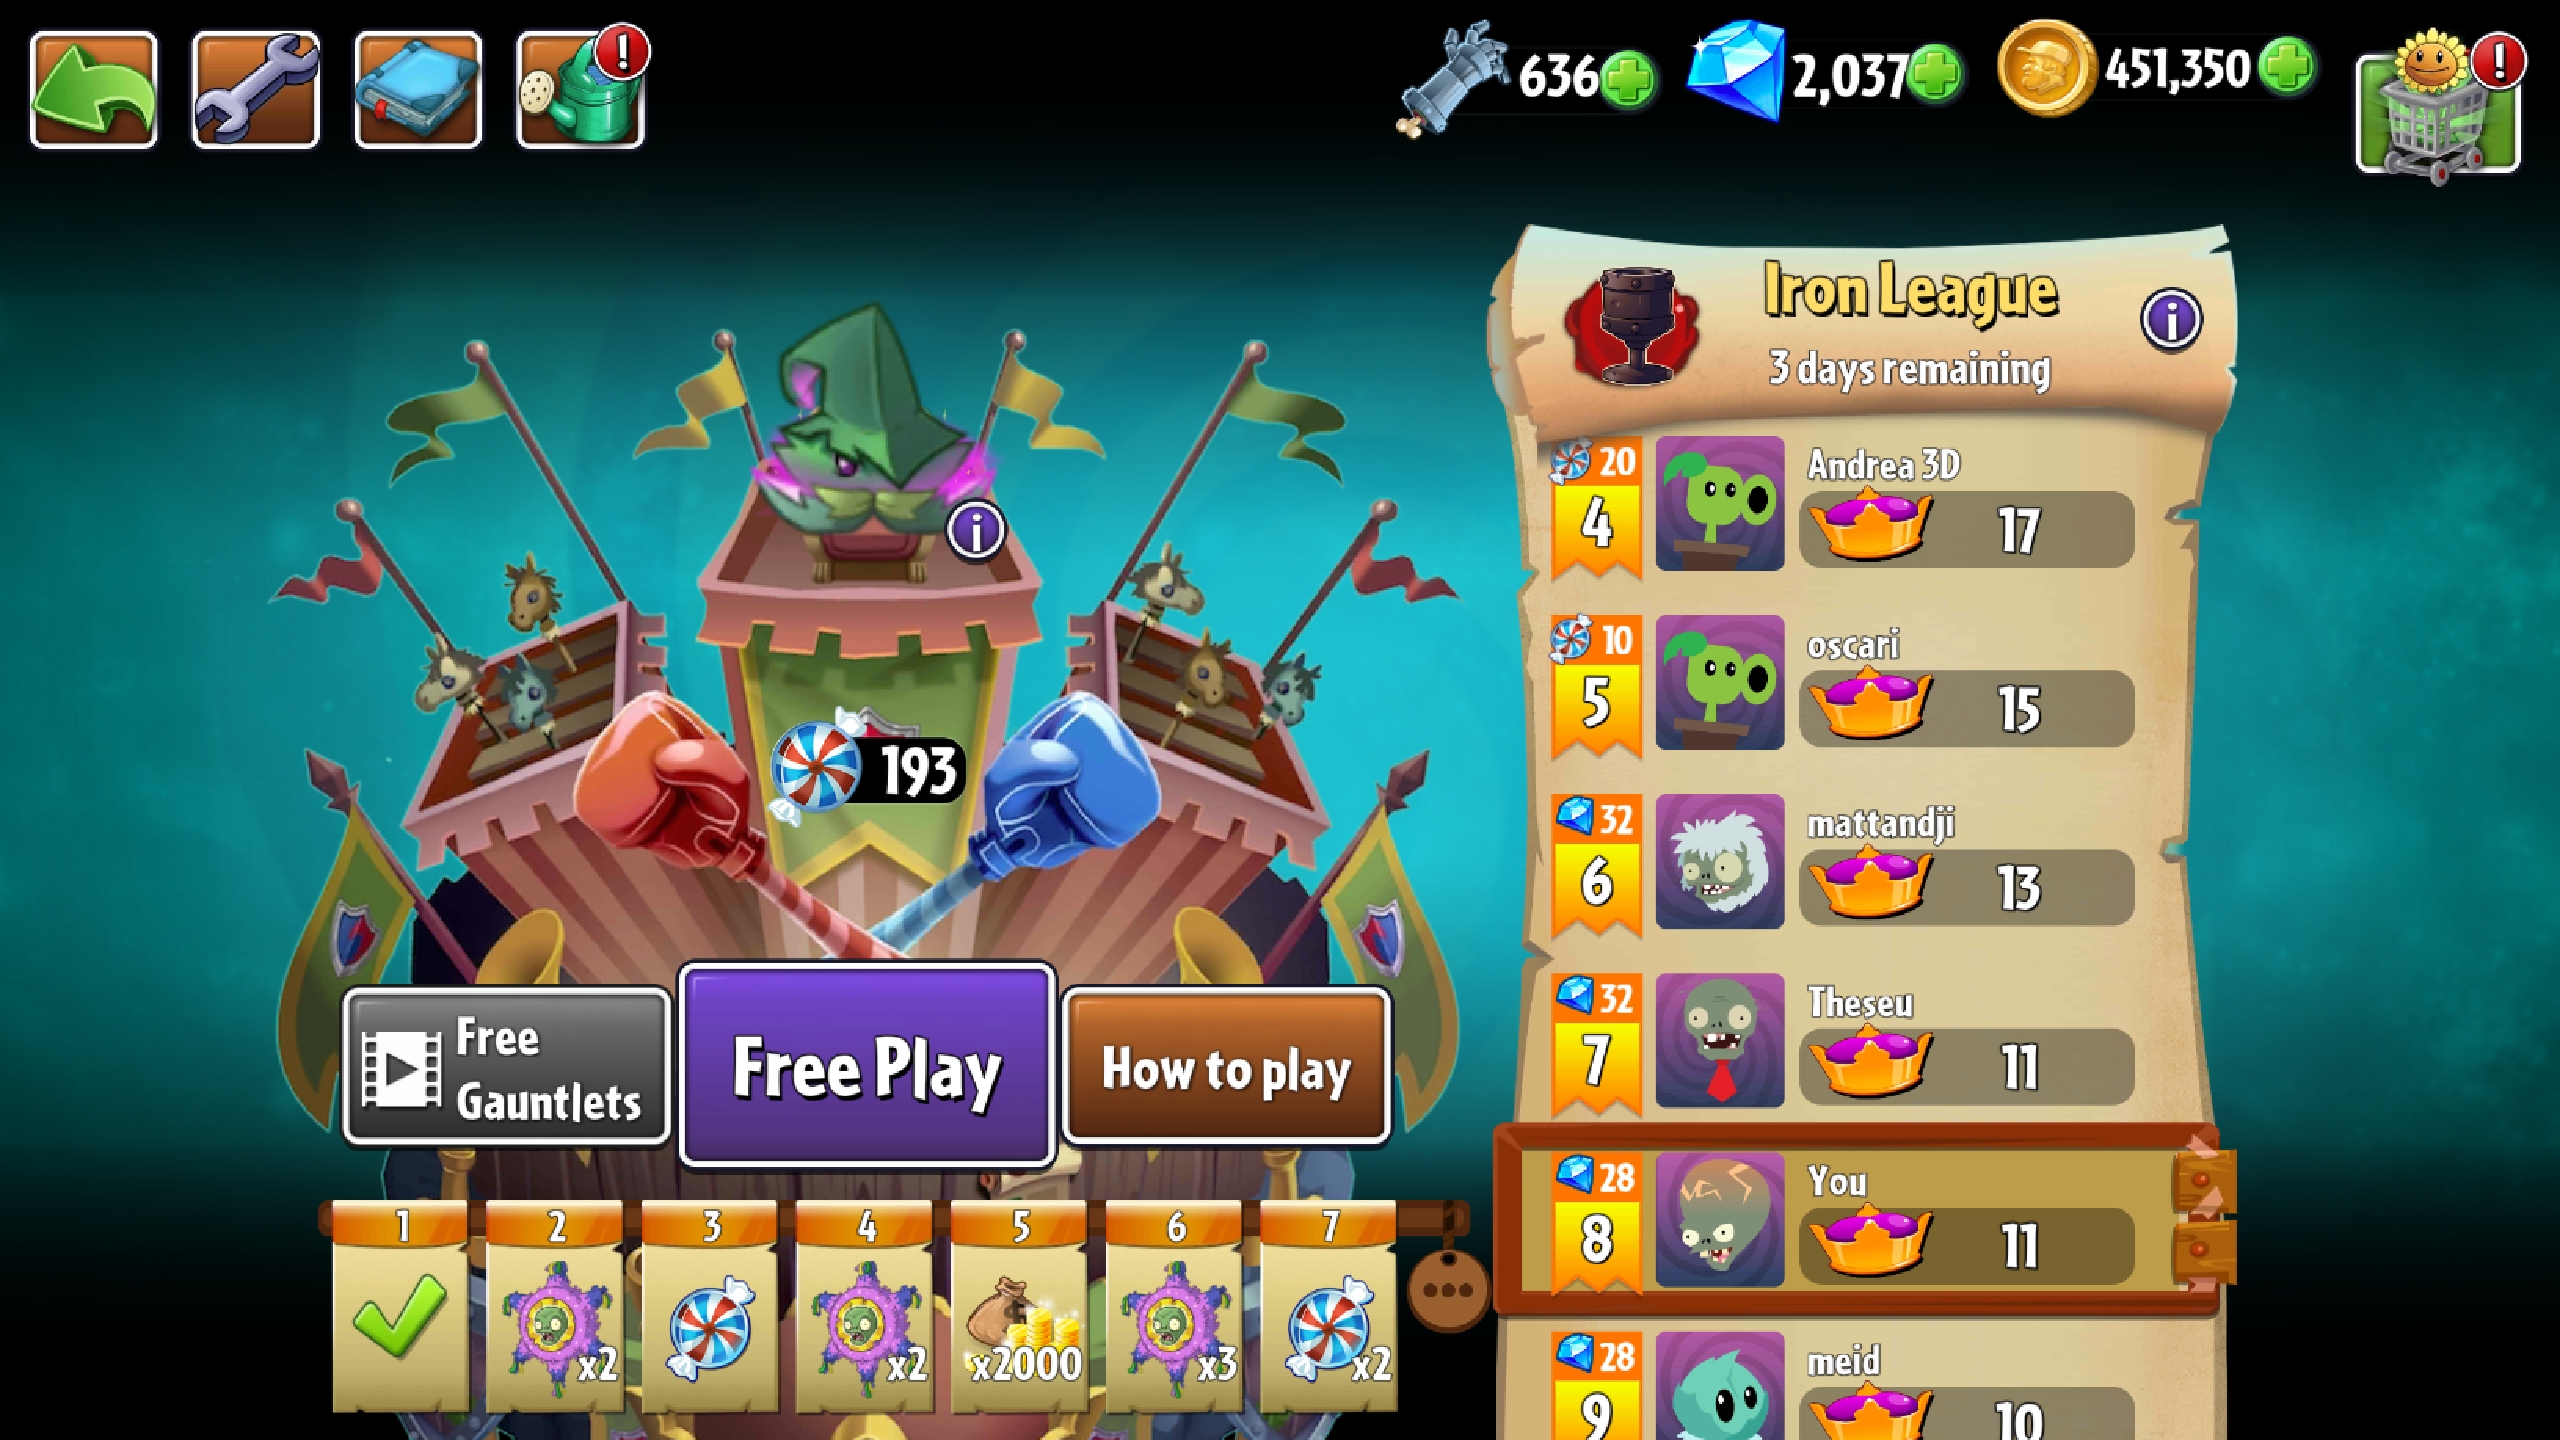 636
2,037
451,350
!
!
Iron League
3 days remaining
i
i
20
4
Andrea 3D
17
10
5
oscari
15
193
32
6
mattandji
13
32
7
Theseu
11
Free
Gauntlets
Free Play
How to play
28
8
You
11
1
2
3
4
5
6
7
x2
x2
x2000
x3
x2
28
9
meid
10